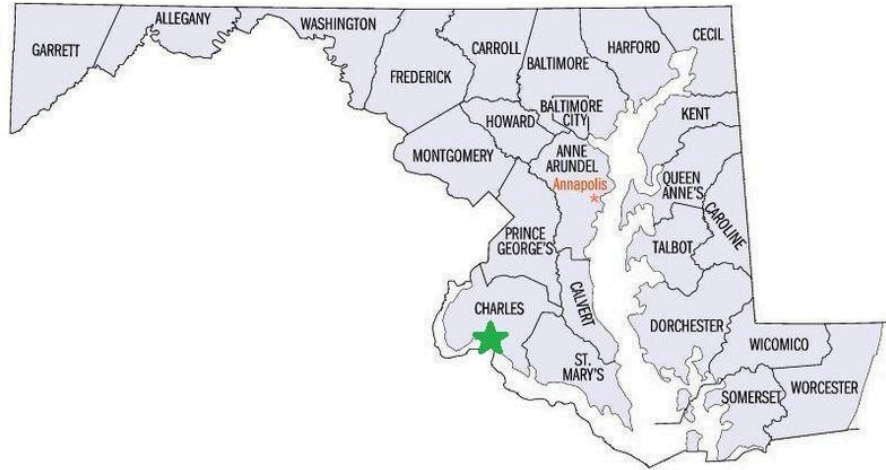 GARRETT
ALLEGANY
WASHINGTON
FREDERICK
CARROLL
BALTIMORE
HARFORD
CECIL
BALTIMORE
CITY
HOWARD
MONTGOMERY
KENT
ANNE
ARUNDEL
Annapolis
QUEEN
ANNE'S
CAROLINE
PRINCE
GEORGE'S
TALBOT
CHARLES
CALVERT
DORCHESTER
WICOMICO
ST.
MARY'S
SOMERSET
WORCESTER